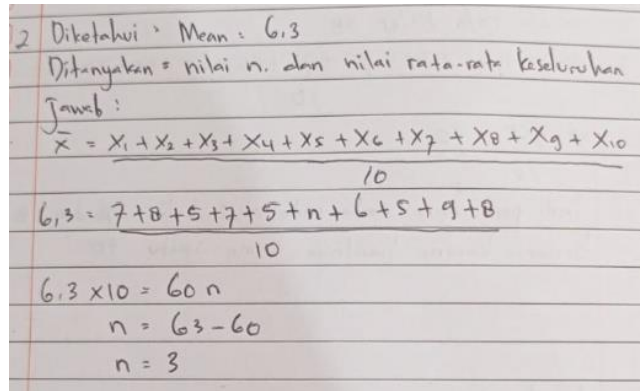 2 Diketahui : Mean : 6,3
Ditanyakan = nilai n. dan nilai rata-rata keseluruhan
Jawab :
x̄ = X₁ + X₂ + X₃ + X₄ + X₅ + X₆ + X₇ + X₈ + X₉ + X₁₀
10
6,3 = 7+8+5+7+5+n+6+5+9+8
10
6,3 x10 = 60 n
n = 63-60
n = 3